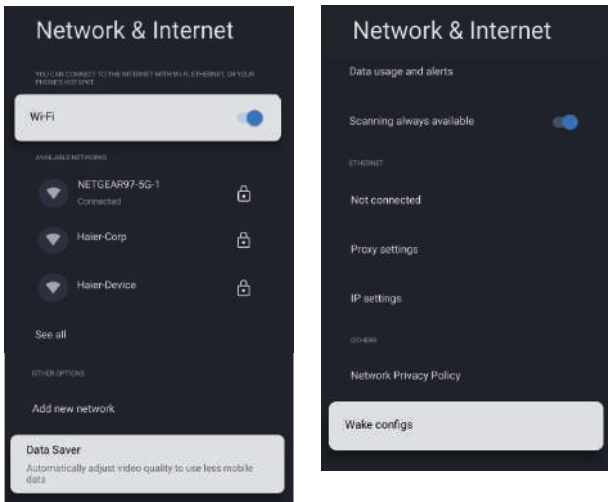 Network & Internet
YOU CAN CONNECT TO THE INTERNET WITH WI-FI, ETHERNET, OR YOUR
PHONE'S HOTSPOT
Wi-Fi
AVAILABLE NETWORKS
NETGEAR97-5G-1
Connected
Haier-Corp
Haier-Device
See all
OTHER OPTIONS
Add new network
Data Saver
Automatically adjust video quality to use less mobile
data
Network & Internet
Data usage and alerts
Scanning always available
ETHERNET
Not connected
Proxy settings
IP settings
OTHERS
Network Privacy Policy
Wake configs